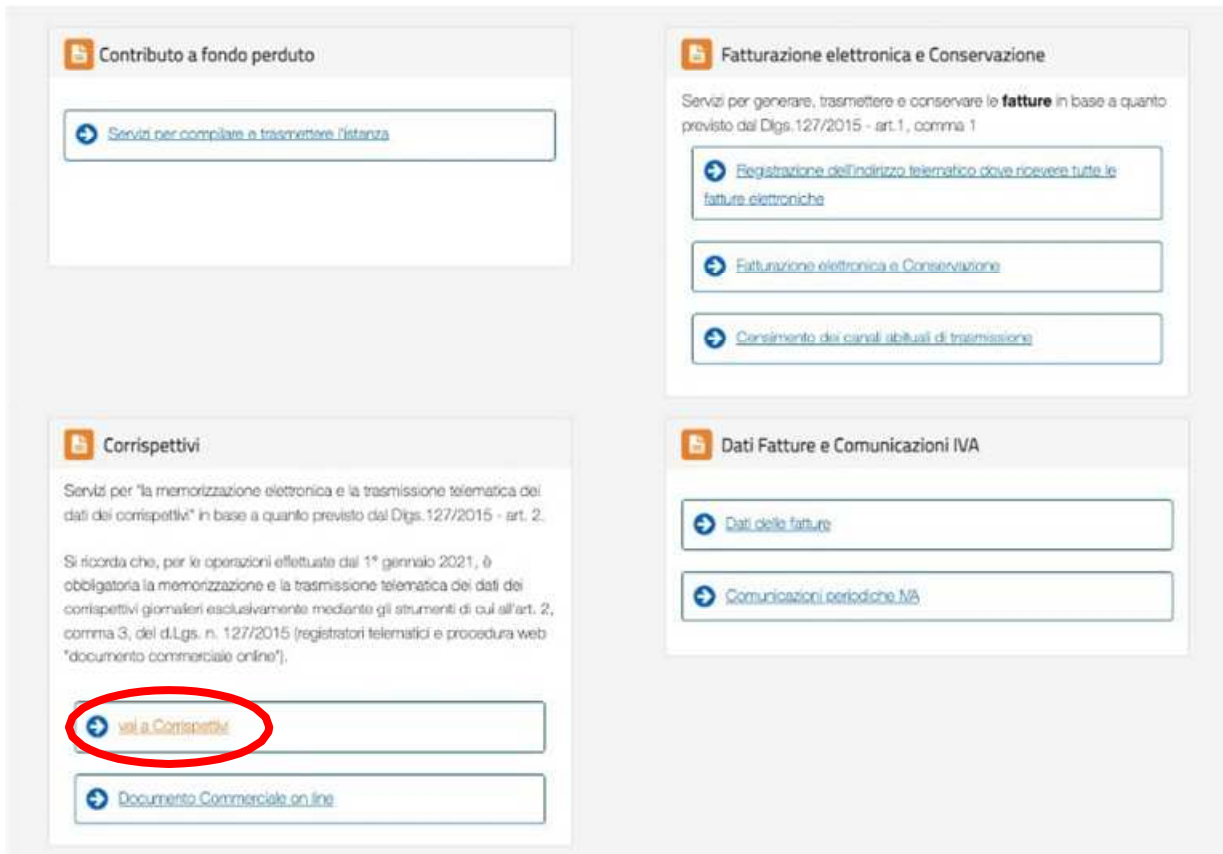 Contributo a fondo perduto
Servizi per compilare e trasmettere l'istanza
Fatturazione elettronica e Conservazione
Servizi per generare, trasmettere e conservare le fatture in base a quanto
previsto dal Dlgs.127/2015 - art.1, comma 1
Registrazione dell'indirizzo telematico dove ricevere tutte le
fatture elettroniche
Fatturazione elettronica e Conservazione
Censimento dei canali abituali di trasmissione
Corrispettivi
Servizi per "la memorizzazione elettronica e la trasmissione telematica dei
dati dei corrispettivi" in base a quanto previsto dal Dlgs.127/2015 - art. 2.
Si ricorda che, per le operazioni effettuate dal 1° gennaio 2021, è
obbligatoria la memorizzazione e la trasmissione telematica dei dati dei
corrispettivi giornalieri esclusivamente mediante gli strumenti di cui all'art. 2,
comma 3, del d.Lgs. n. 127/2015 (registratori telematici e procedura web
"documento commerciale online").
vai a Corrispettivi
Documento Commerciale on line
Dati Fatture e Comunicazioni IVA
Dati delle fatture
Comunicazioni periodiche IVA